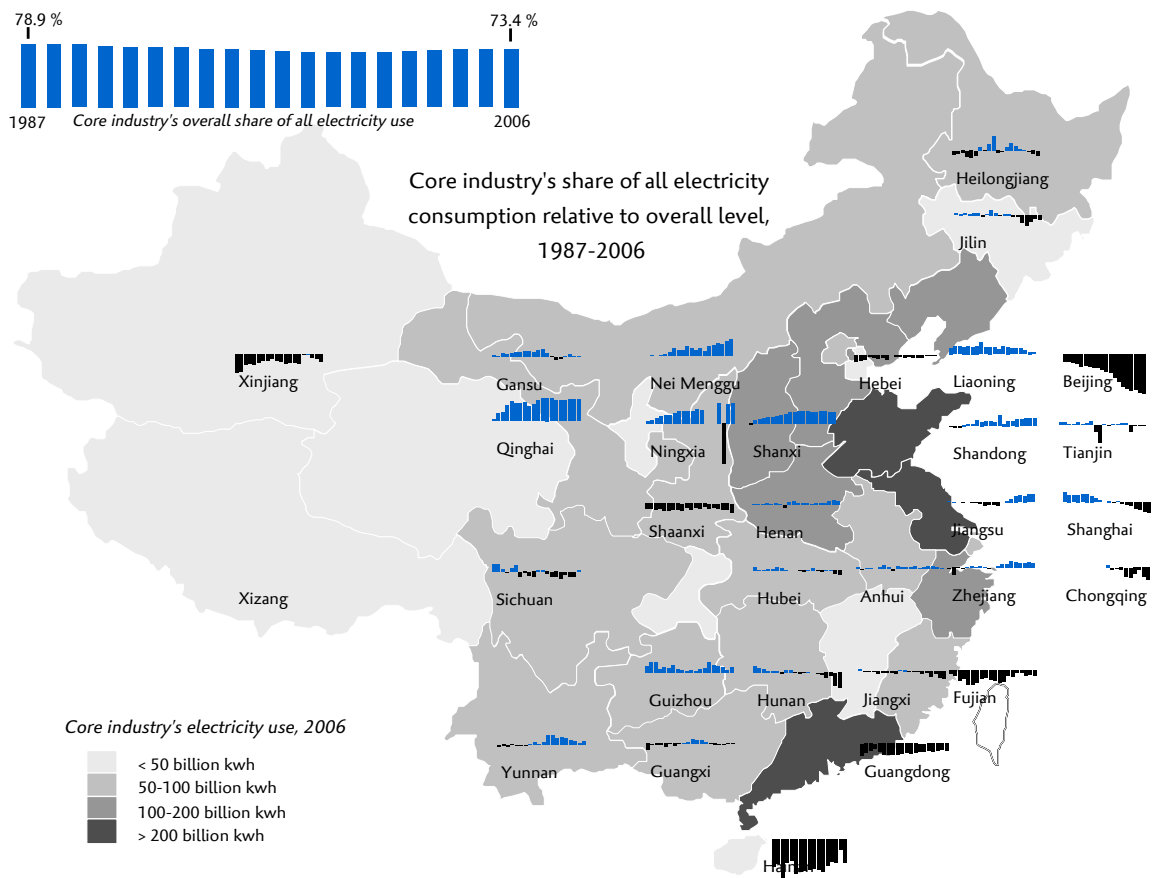 78.9 %
73.4 %
1987
Core industry's overall share of all electricity use
2006
Core industry's share of all electricity
consumption relative to overall level,
1987-2006
Heilongjiang
Jilin
Xinjiang
Gansu
Nei Menggu
Hebei
Liaoning
Beijing
Qinghai
Ningxia
Shanxi
Shandong
Tianjin
Shaanxi
Henan
Jiangsu
Shanghai
Xizang
Sichuan
Hubei
Anhui
Zhejiang
Chongqing
Guizhou
Hunan
Jiangxi
Fujian
Yunnan
Guangxi
Guangdong
Hainan
Core industry's electricity use, 2006
< 50 billion kwh
50-100 billion kwh
100-200 billion kwh
> 200 billion kwh